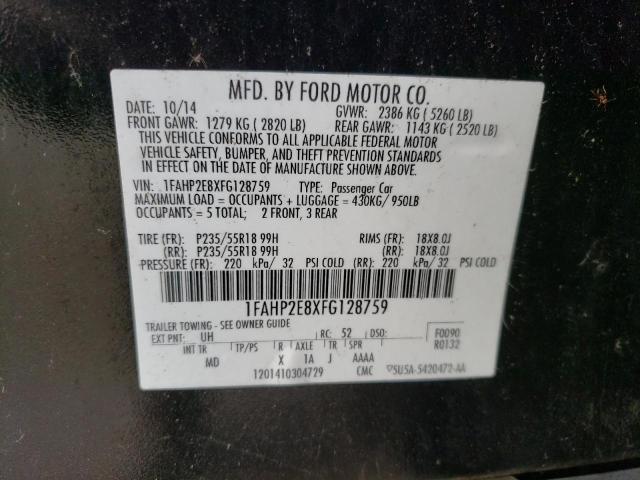 MFD. BY FORD MOTOR CO.
DATE: 10/14 GVWR: 2386 KG ( 5260 LB)
FRONT GAWR: 1279 KG ( 2820 LB) REAR GAWR: 1143 KG ( 2520 LB)
THIS VEHICLE CONFORMS TO ALL APPLICABLE FEDERAL MOTOR
VEHICLE SAFETY, BUMPER, AND THEFT PREVENTION STANDARDS
IN EFFECT ON THE DATE OF MANUFACTURE SHOWN ABOVE.
VIN: 1FAHP2E8XFG128759 TYPE: Passenger Car
MAXIMUM LOAD = OCCUPANTS + LUGGAGE = 430KG/ 950LB
OCCUPANTS = 5 TOTAL; 2 FRONT, 3 REAR
TIRE (FR): P235/55R18 99H RIMS (FR): 18X8.0J
(RR): P235/55R18 99H (RR): 18X8.0J
PRESSURE (FR): 220 kPa/ 32 PSI COLD (RR): 220 kPa/ 32 PSI COLD
1FAHP2E8XFG128759
TRAILER TOWING - SEE OWNER GUIDE
EXT PNT: UH RC: 52 DSO: F0090
INT TR TP/PS R AXLE TR SPR R0132
MD X 1A J AAAA
1201410304729 CMC ▽5U5A-5420472-AA